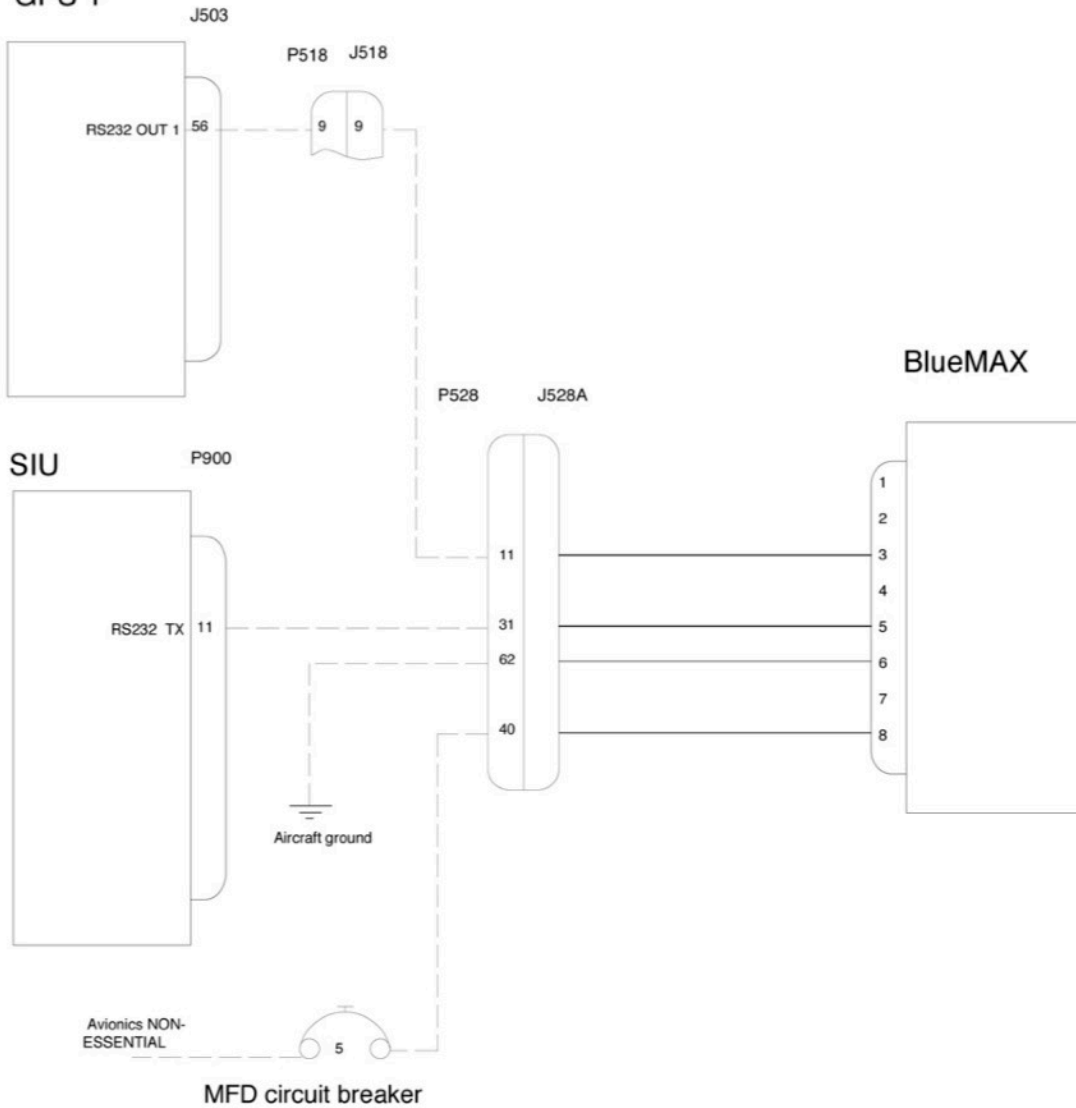 J503
P518 J518
RS232 OUT 1 56
9 9
BlueMAX
P528 J528A
SIU
P900
1
2
11 3
4
RS232 TX 11
31 5
62 6
7
40 8
Aircraft ground
Avionics NON-
ESSENTIAL
5
MFD circuit breaker